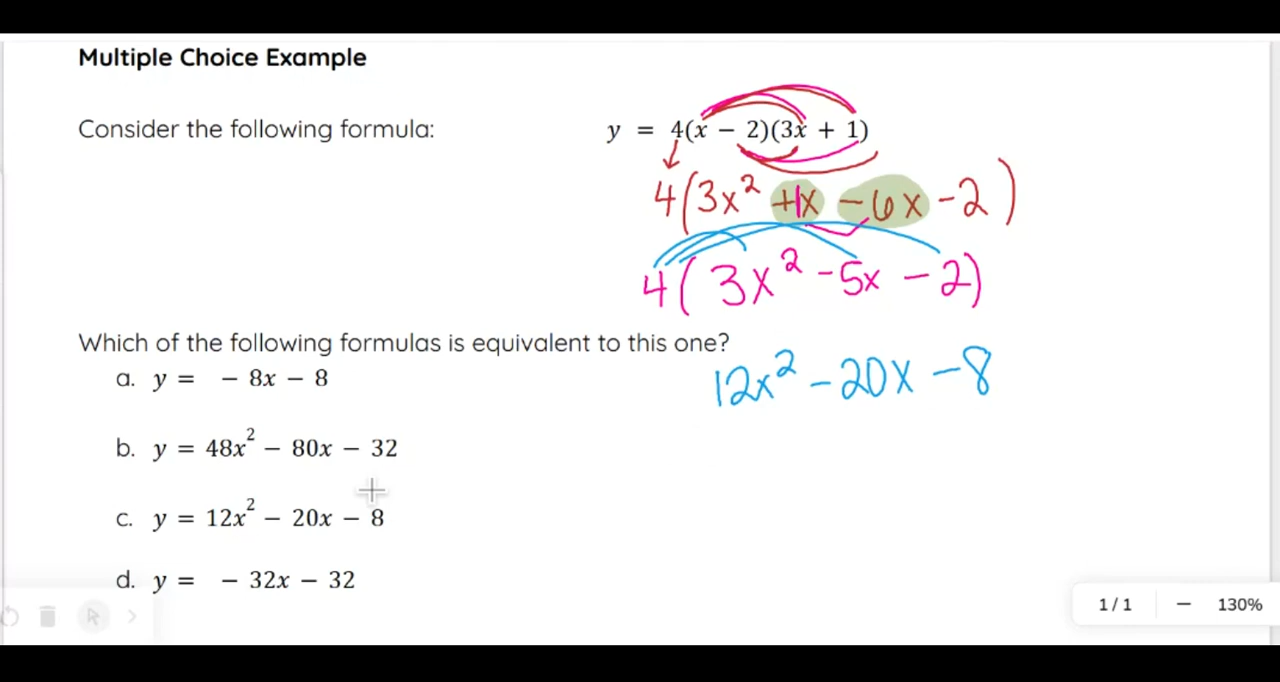 Multiple Choice Example
Consider the following formula:
y = 4(x − 2)(3x + 1)
4(3x² +1x −6x −2)
4(3x² −5x −2)
Which of the following formulas is equivalent to this one?
12x² −20x −8
a. y = − 8x − 8
b. y = 48x² − 80x − 32
c. y = 12x² − 20x − 8
d. y = − 32x − 32
1 / 1 − 130%